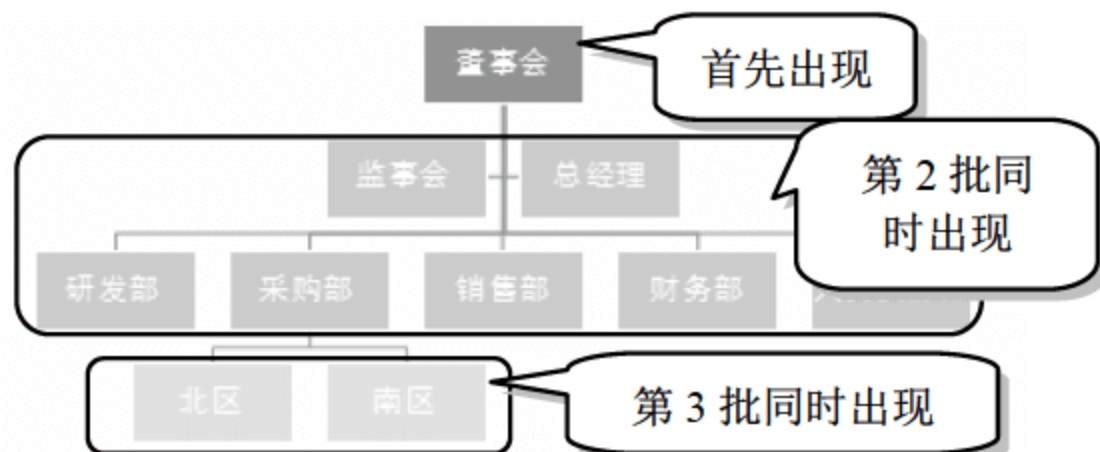 董事会
首先出现
监事会
总经理
第 2 批同
时出现
研发部
采购部
销售部
财务部
北区
南区
第 3 批同时出现